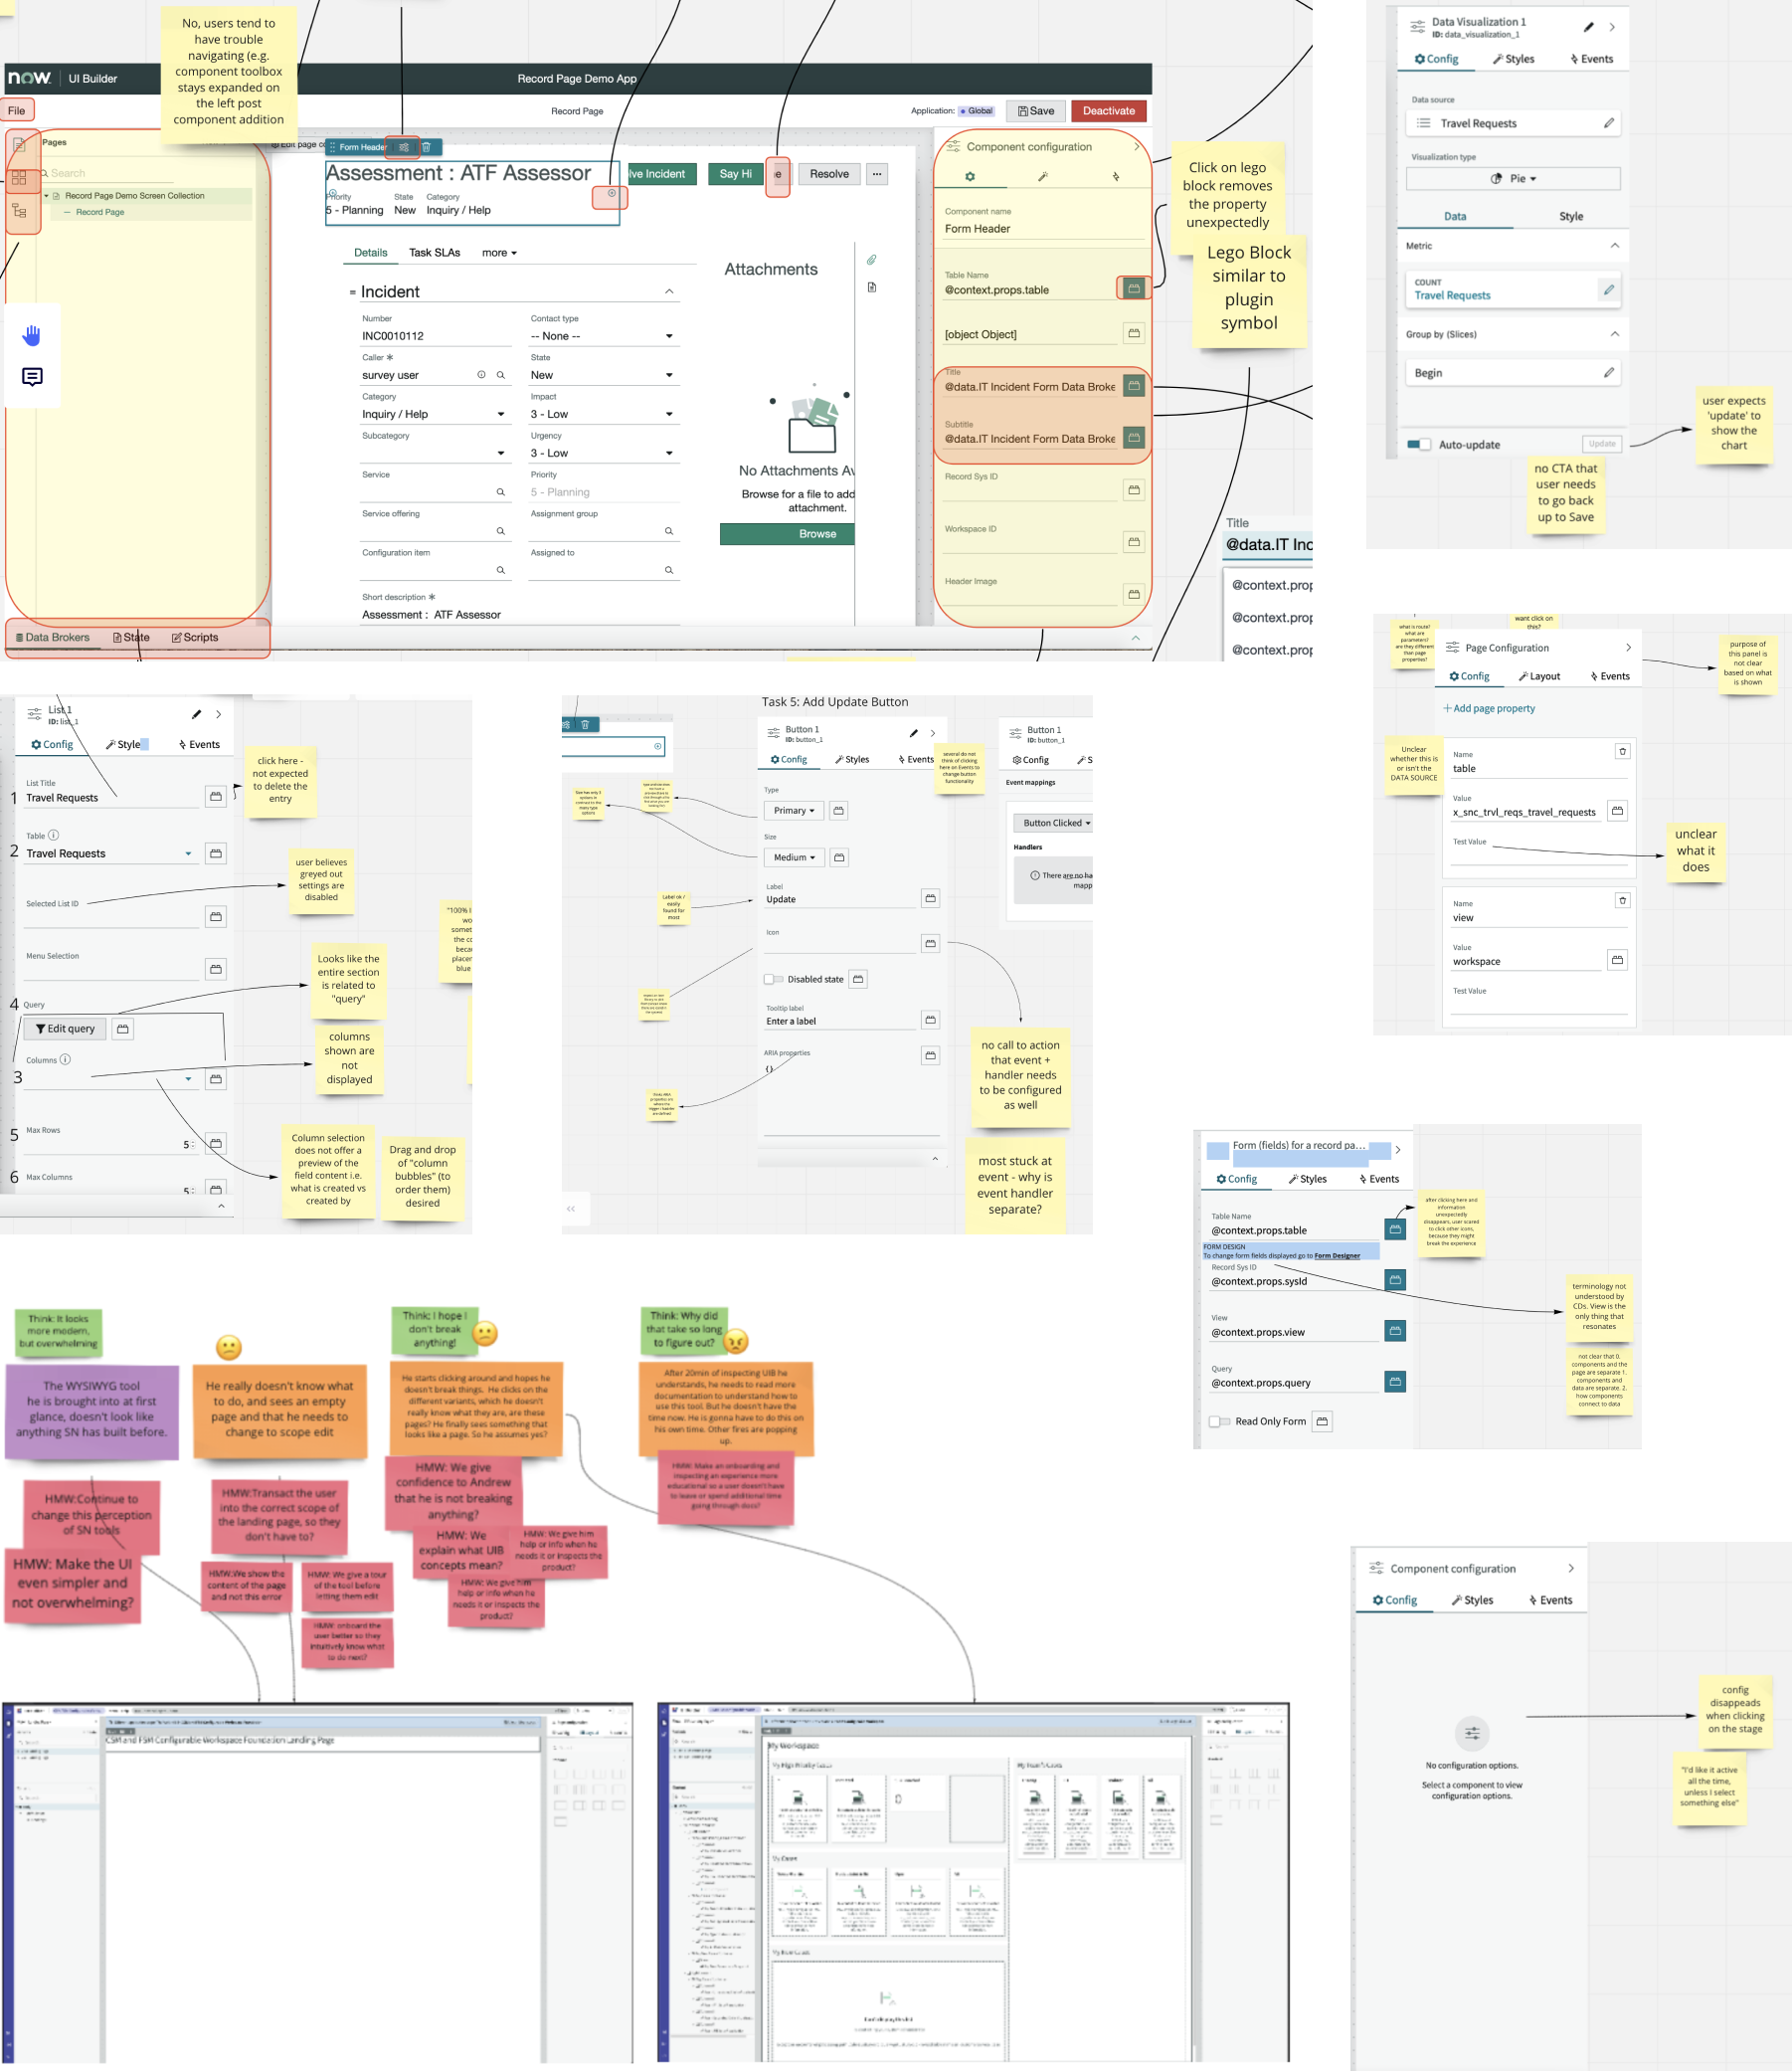 No, users tend to
have trouble
navigating (e.g.
component toolbox
stays expanded on
the left post
component addition
now
UI Builder
Record Page Demo App
File
Record Page
Application:
Global
Save
Deactivate
Pages
Edit page co
Form Header
Search
Record Page Demo Screen Collection
Record Page
Assessment : ATF Assessor
Priority
State
Category
5 - Planning
New
Inquiry / Help
lve Incident
Say Hi
e
Resolve
Details
Task SLAs
more
Incident
Number
INC0010112
Contact type
-- None --
Caller
survey user
State
New
Category
Inquiry / Help
Impact
3 - Low
Subcategory
Urgency
3 - Low
Service
Priority
5 - Planning
Service offering
Assignment group
Configuration item
Assigned to
Short description
Assessment : ATF Assessor
Attachments
No Attachments Av
Browse for a file to add
attachment.
Browse
Data Brokers
State
Scripts
Component configuration
Component name
Form Header
Table Name
@context.props.table
[object Object]
Title
@data.IT Incident Form Data Broke
Subtitle
@data.IT Incident Form Data Broke
Record Sys ID
Workspace ID
Header Image
Click on lego
block removes
the property
unexpectedly
Lego Block
similar to
plugin
symbol
Title
@data.IT Inc
@context.prop
@context.prop
@context.prop
Data Visualization 1
ID: data_visualization_1
Config
Styles
Events
Data source
Travel Requests
Visualization type
Pie
Data
Style
Metric
COUNT
Travel Requests
Group by (Slices)
Begin
Auto-update
Update
user expects
'update' to
show the
chart
no CTA that
user needs
to go back
up to Save
what is route?
what are
parameters?
are they different
than page
properties?
want click on
this?
Page Configuration
Config
Layout
Events
+ Add page property
purpose of
this panel is
not clear
based on what
is shown
Unclear
whether this is
or isn't the
DATA SOURCE
Name
table
Value
x_snc_trvl_reqs_travel_requests
Test Value
unclear
what it
does
Name
view
Value
workspace
Test Value
List 1
ID: list_1
Config
Style
Events
1
List Title
Travel Requests
2
Table
Travel Requests
Selected List ID
Menu Selection
4
Query
Edit query
3
Columns
5
Max Rows
5
6
Max Columns
5
click here -
not expected
to delete the
entry
user believes
greyed out
settings are
disabled
Looks like the
entire section
is related to
"query"
columns
shown are
not
displayed
Column selection
does not offer a
preview of the
field content i.e.
what is created vs
created by
Drag and drop
of "column
bubbles" (to
order them)
desired
"100% I
wo
somet
the co
beca
placen
blue
Task 5: Add Update Button
Button 1
ID: button_1
Config
Styles
Events
Type
Primary
Size
Medium
Label
Update
Icon
Disabled state
Tooltip label
Enter a label
ARIA properties
{}
several do not
think of clicking
here on Events to
change button
functionality
Label ok /
easily
found for
most
Button 1
ID: button_1
Config
S
Event mappings
Button Clicked
Handlers
There are no ha
mapp
no call to action
that event +
handler needs
to be configured
as well
most stuck at
event - why is
event handler
separate?
Form (fields) for a record pa...
Config
Styles
Events
Table Name
@context.props.table
FORM DESIGN
To change form fields displayed go to Form Designer
Record Sys ID
@context.props.sysId
View
@context.props.view
Query
@context.props.query
Read Only Form
after clicking here and
information
unexpectedly
disappears, user scared
to click other icons,
because they might
break the experience
terminology not
understood by
CDs. View is the
only thing that
resonates
not clear that 0.
components and the
page are separate 1.
components and
data are separate. 2.
how components
connect to data
Think: It looks
more modern,
but overwhelming
Think: I hope I
don't break
anything!
Think: Why did
that take so long
to figure out?
The WYSIWYG tool
he is brought into at first
glance, doesn't look like
anything SN has built before.
He really doesn't know what
to do, and sees an empty
page and that he needs to
change to scope edit
He starts clicking around and hopes he
doesn't break things. He clicks on the
different variants, which he doesn't
really know what they are, are these
pages? He finally sees something that
looks like a page. So he assumes yes?
After 20min of inspecting UIB he
understands, he needs to read more
documentation to understand how to
use this tool. But he doesn't have the
time now. He is gonna have to do this on
his own time. Other fires are popping
up.
HMW:Continue to
change this perception
of SN tools
HMW: Make the UI
even simpler and
not overwhelming?
HMW:Transact the user
into the correct scope of
the landing page, so they
don't have to?
HMW:We show the
content of the page
and not this error
HMW: We give a tour
of the tool before
letting them edit
HMW: onboard the
user better so they
intuitively know what
to do next?
HMW: We give
confidence to Andrew
that he is not breaking
anything?
HMW: We
explain what UIB
concepts mean?
HMW: We give him
help or info when he
needs it or inspects the
product?
HMW: We give him
help or info when he
needs it or inspects the
product?
HMW: Make an onboarding and
inspecting an experience more
educational so a user doesn't have
to leave or spend additional time
going through docs?
CSM and FSM Configurable Workspace Foundation Landing Page
My Workspace
My High Priority Cases
My Cases
Component configuration
Config
Styles
Events
No configuration options.
Select a component to view
configuration options.
config
disappeads
when clicking
on the stage
"I'd like it active
all the time,
unless I select
something else"